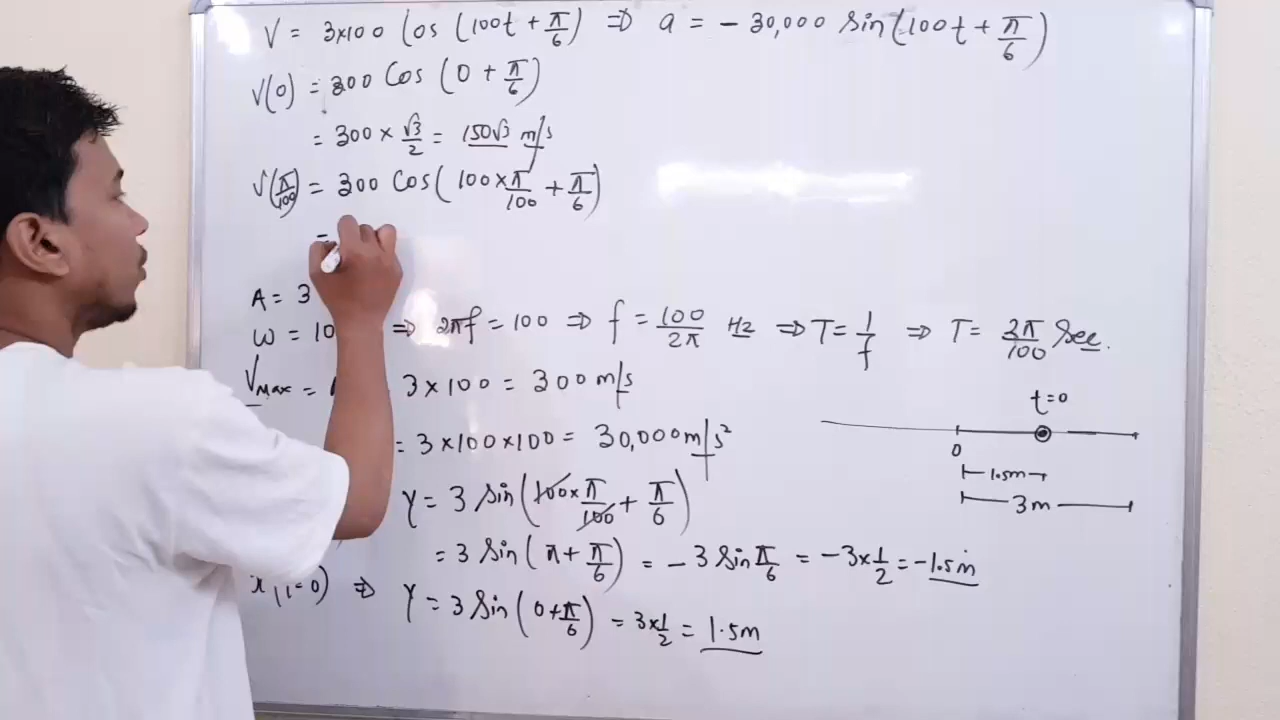 V = 3×100 Cos (100t + π/6) ⇒ a = - 30,000 Sin(100t + π/6)
V(0) = 300 Cos (0 + π/6)
= 300 × √3/2 = 150√3 m/s
V(π/100) = 300 Cos( 100×π/100 + π/6)
=
A = 3
ω = 10 ⇒ 2πf = 100 ⇒ f = 100/2π Hz ⇒ T = 1/f ⇒ T = 2π/100 Sec.
Vmax = 3×100 = 300 m/s
= 3×100×100 = 30,000 m/s²
t=0
0
1.5m
3m
Y = 3 Sin(100×π/100 + π/6)
= 3 Sin( π + π/6) = - 3 Sin π/6 = -3×1/2 = -1.5m
⇒ Y = 3 Sin( 0+π/6) = 3×1/2 = 1.5m